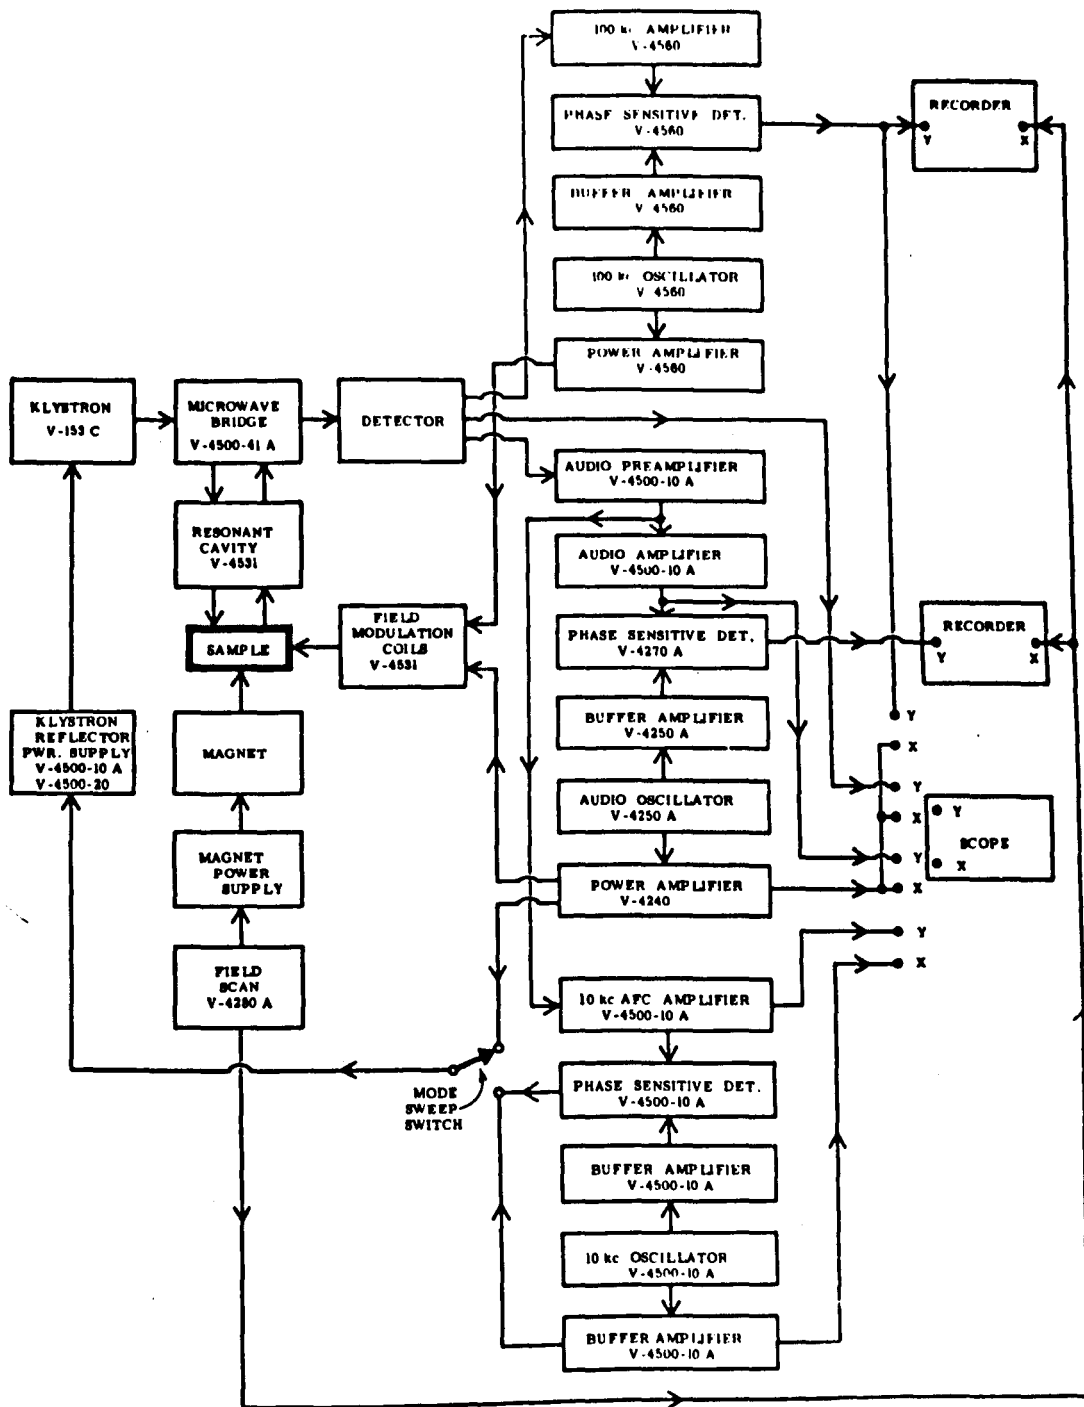 100 kc AMPLIFIER
V-4560
PHASE SENSITIVE DET.
V-4560
BUFFER AMPLIFIER
V-4560
100 kc OSCILLATOR
V-4560
POWER AMPLIFIER
V-4560
RECORDER
Y
X
KLYSTRON
V-153 C
MICROWAVE
BRIDGE
V-4500-41 A
DETECTOR
RESONANT
CAVITY
V-4531
SAMPLE
FIELD
MODULATION
COILS
V-4531
AUDIO PREAMPLIFIER
V-4500-10 A
AUDIO AMPLIFIER
V-4500-10 A
PHASE SENSITIVE DET.
V-4270 A
BUFFER AMPLIFIER
V-4250 A
AUDIO OSCILLATOR
V-4250 A
POWER AMPLIFIER
V-4240
RECORDER
Y
X
KLYSTRON
REFLECTOR
PWR. SUPPLY
V-4500-10 A
V-4500-20
MAGNET
MAGNET
POWER
SUPPLY
FIELD
SCAN
V-4280 A
Y
X
Y
X
Y
X
Y
X
Y
SCOPE
X
MODE
SWEEP
SWITCH
10 kc AFC AMPLIFIER
V-4500-10 A
PHASE SENSITIVE DET.
V-4500-10 A
BUFFER AMPLIFIER
V-4500-10 A
10 kc OSCILLATOR
V-4500-10 A
BUFFER AMPLIFIER
V-4500-10 A